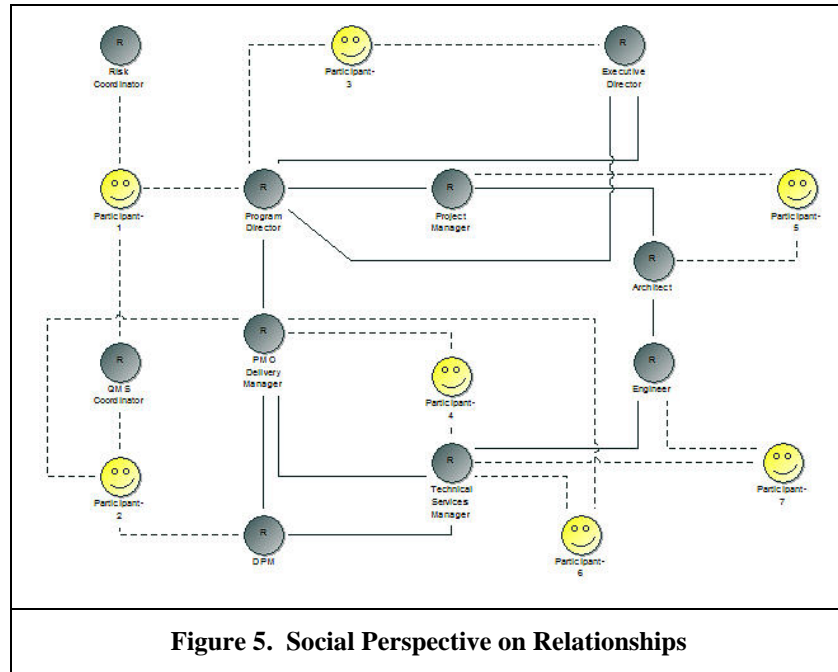 R
Risk
Coordinator
Participant-
3
R
Executive
Director
Participant-
1
R
Program
Director
R
Project
Manager
Participant-
5
R
Architect
R
QMS
Coordinator
R
PMO
Delivery
Manager
Participant-
4
R
Engineer
Participant-
2
R
Technical
Services
Manager
Participant-
7
R
DPM
Participant-
6
Figure 5. Social Perspective on Relationships